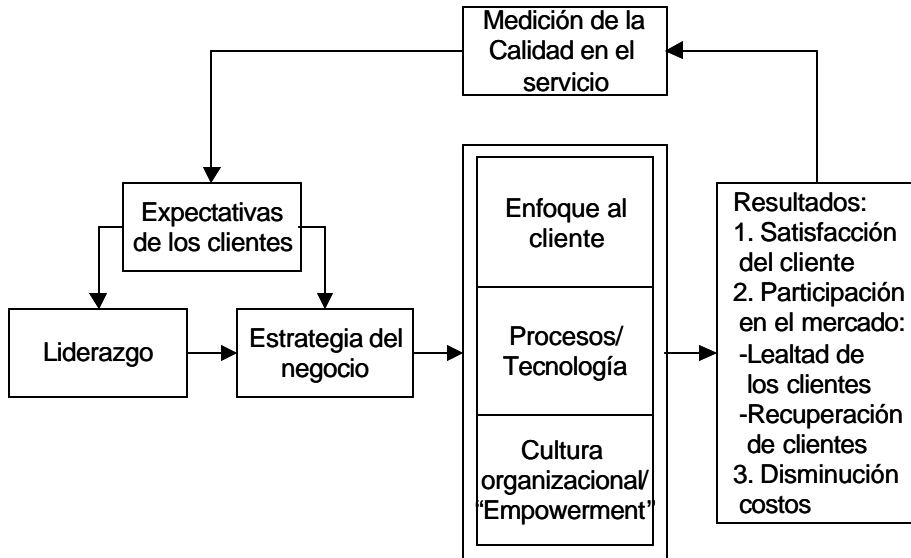 Medición de la
Calidad en el
servicio
Expectativas
de los clientes
Liderazgo
Estrategia del
negocio
Enfoque al
cliente
Procesos/
Tecnología
Cultura
organizacional/
“Empowerment”
Resultados:
1. Satisfacción
del cliente
2. Participación
en el mercado:
-Lealtad de
los clientes
-Recuperación
de clientes
3. Disminución
costos